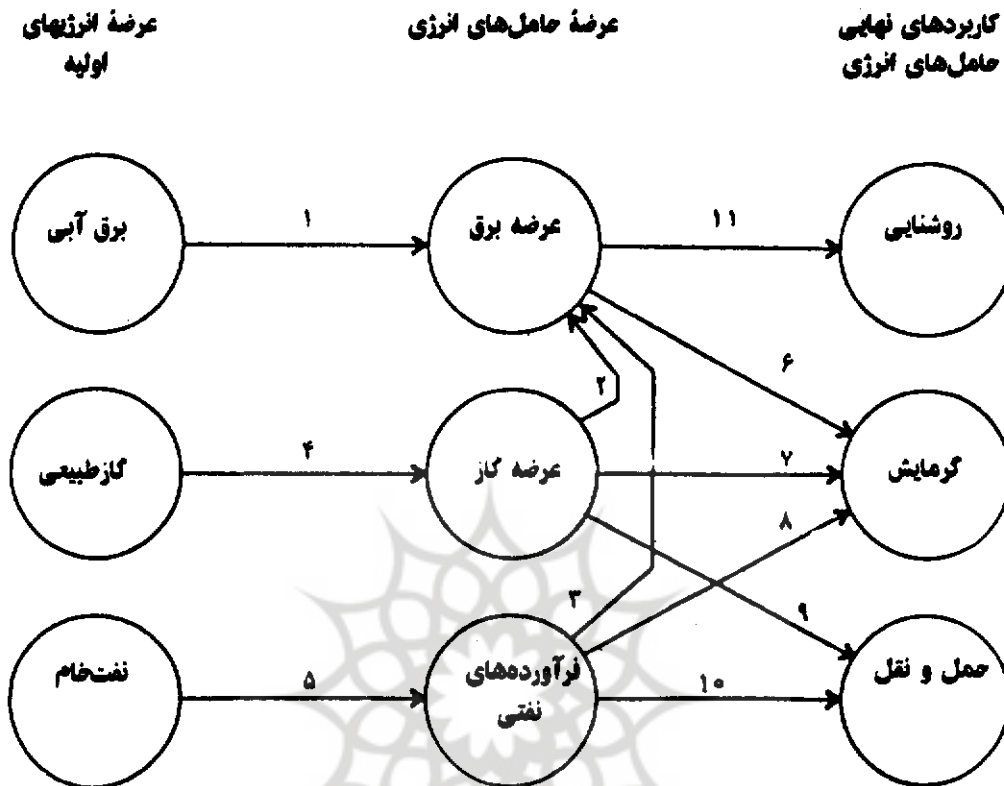 کاربردهای نهایی
حامل‌های انرژی
عرضهٔ حامل‌های انرژی
عرضهٔ انرژیهای
اولیه
برق آبی
۱
عرضه برق
۱۱
روشنایی
۲
۶
گازطبیعی
۴
عرضه گاز
۷
گرمایش
۸
۳
۹
نفت‌خام
۵
فرآورده‌های
نفتی
۱۰
حمل و نقل